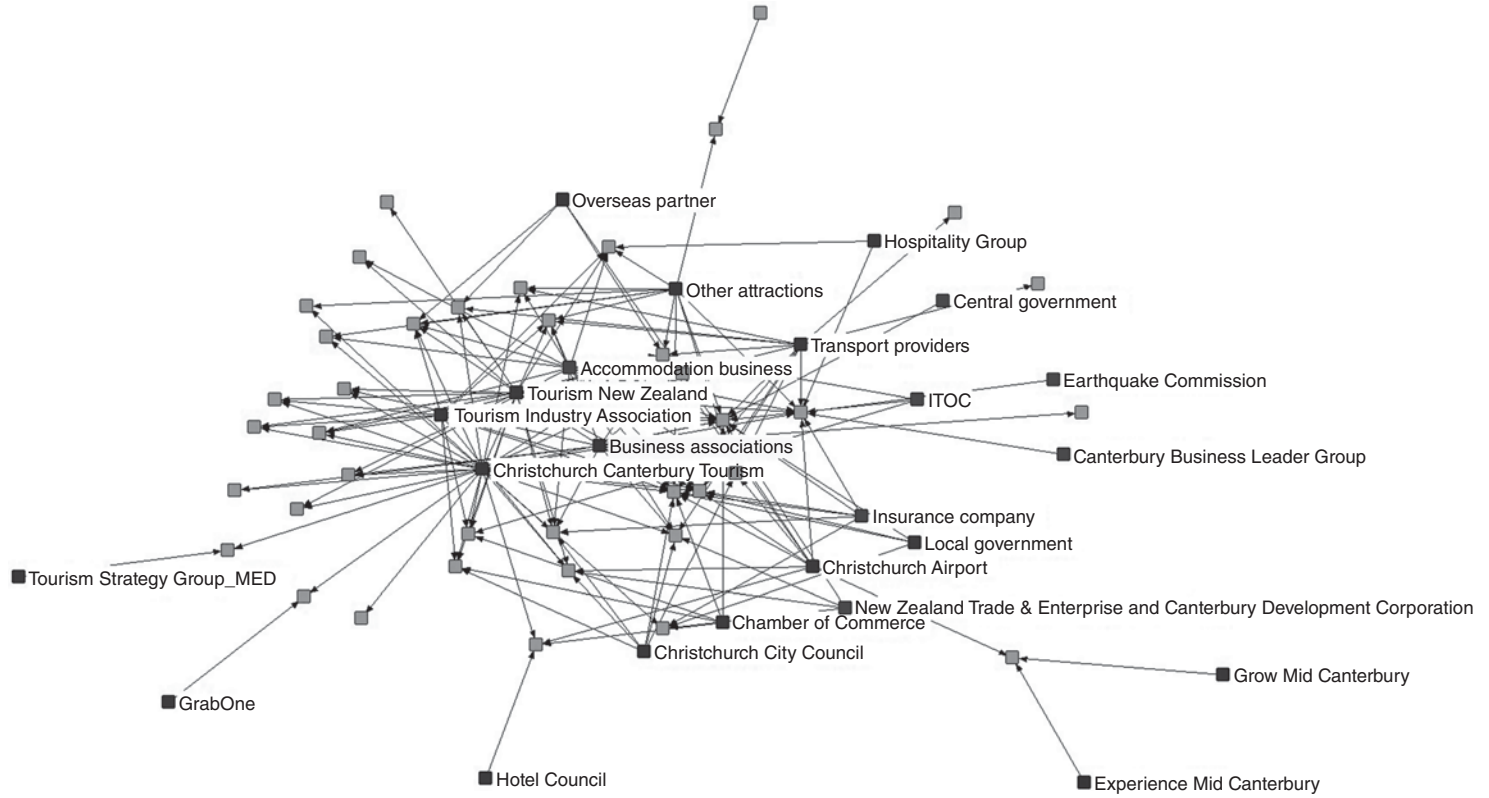 Overseas partner
Hospitality Group
Other attractions
Central government
Transport providers
Accommodation business
Earthquake Commission
Tourism New Zealand
ITOC
Tourism Industry Association
Business associations
Canterbury Business Leader Group
Christchurch Canterbury Tourism
Insurance company
Local government
Christchurch Airport
Tourism Strategy Group_MED
New Zealand Trade & Enterprise and Canterbury Development Corporation
Chamber of Commerce
Christchurch City Council
Grow Mid Canterbury
GrabOne
Hotel Council
Experience Mid Canterbury